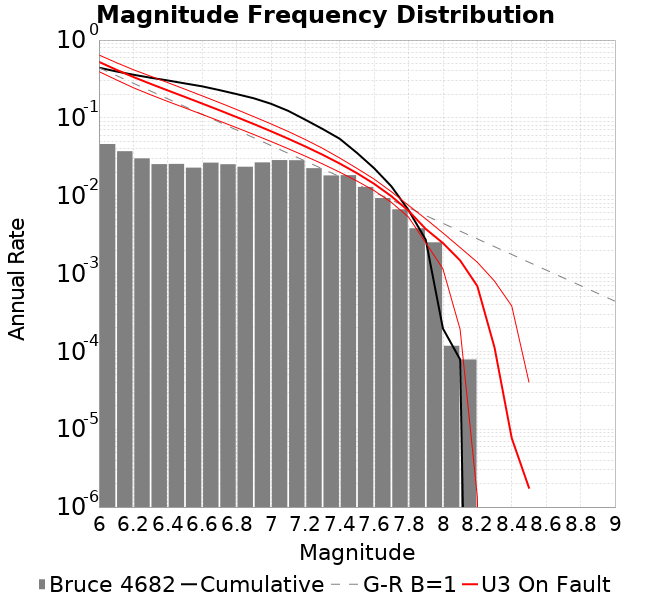 Magnitude Frequency Distribution
10^0
10^-1
10^-2
10^-3
10^-4
10^-5
10^-6
Annual Rate
6 6.2 6.4 6.6 6.8 7 7.2 7.4 7.6 7.8 8 8.2 8.4 8.6 8.8 9
Magnitude
Bruce 4682 Cumulative G-R B=1 U3 On Fault